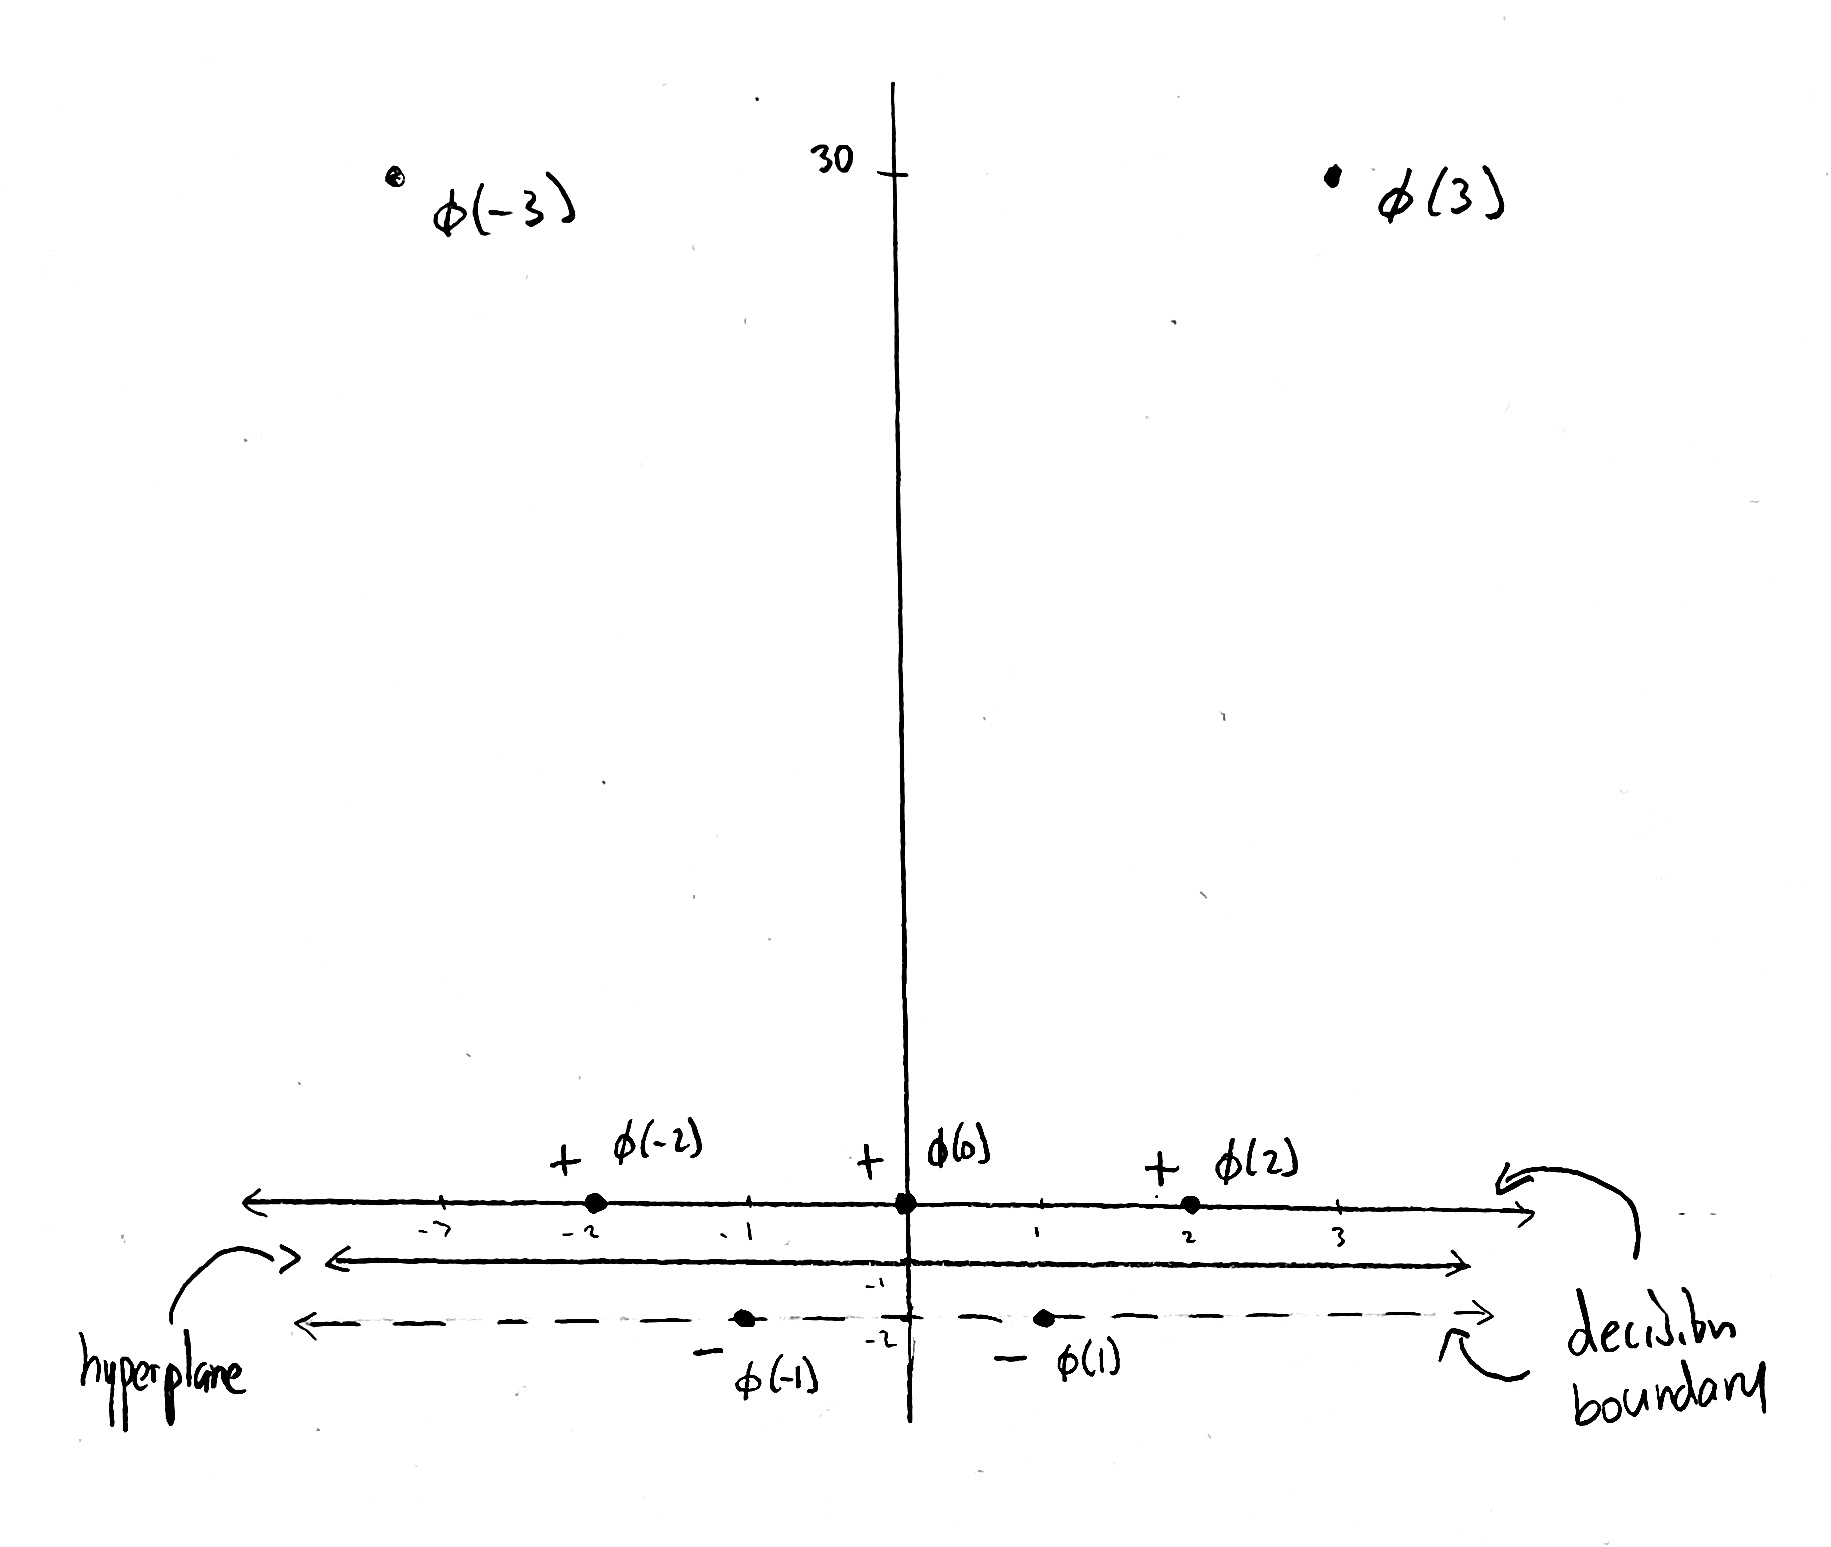 30
ϕ(-3)
ϕ(3)
+ ϕ(-2)
+ ϕ(0)
+ ϕ(2)
-2
-1
1
2
3
-1
hyperplane
-2
- ϕ(-1)
- ϕ(1)
decision
boundary